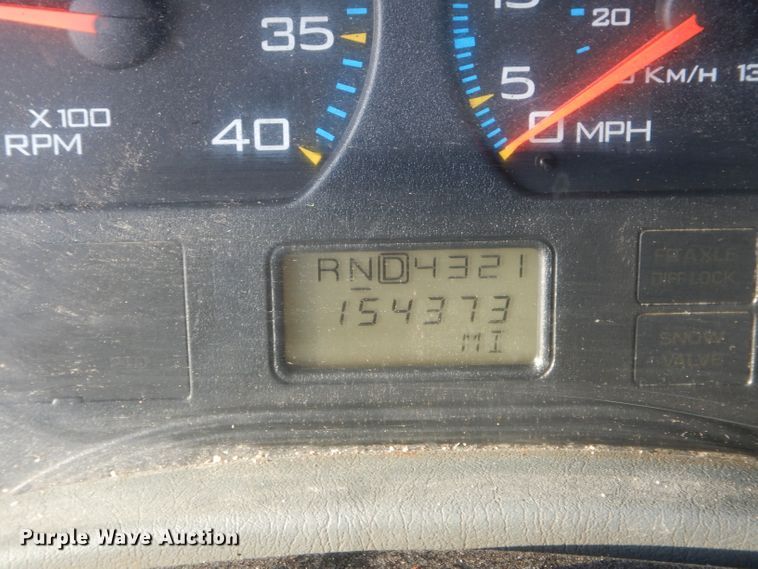 35
40
X100
RPM
15
20
5
0 MPH
KM/H
RND4321
154373
MI
FR AXLE
DIFF LOCK
SNOW
VALVE
Purple Wave Auction